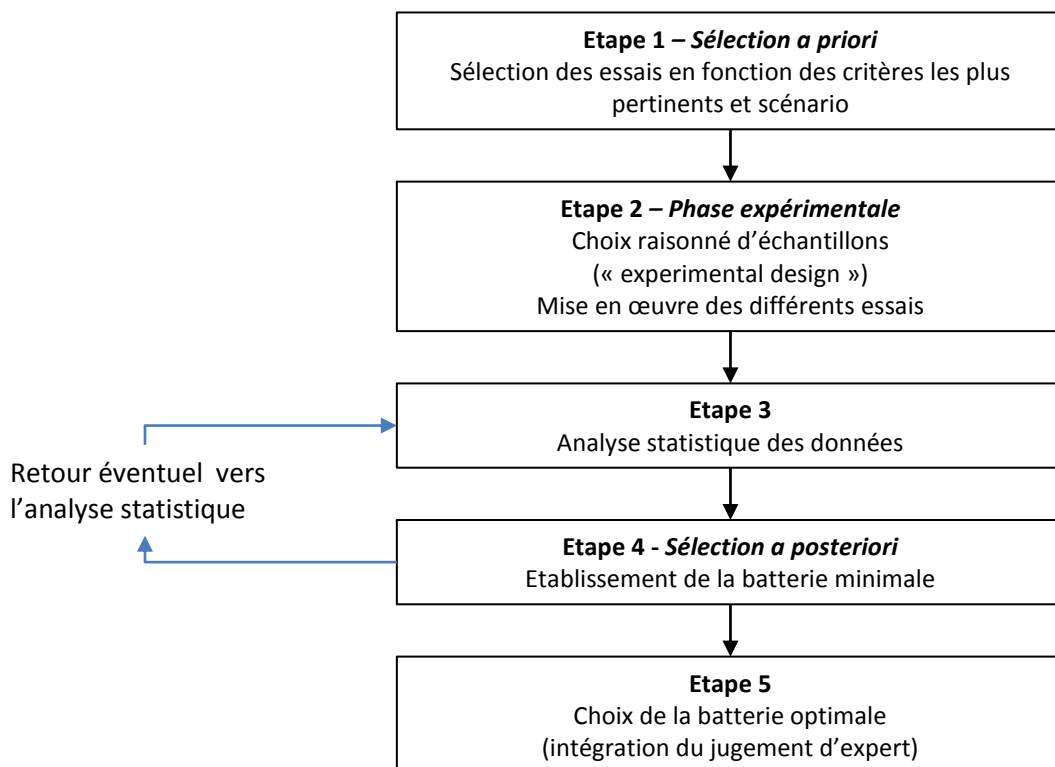 Etape 1 – Sélection a priori
Sélection des essais en fonction des critères les plus
pertinents et scénario
Etape 2 – Phase expérimentale
Choix raisonné d’échantillons
(« experimental design »)
Mise en œuvre des différents essais
Etape 3
Analyse statistique des données
Retour éventuel vers
l’analyse statistique
Etape 4 - Sélection a posteriori
Etablissement de la batterie minimale
Etape 5
Choix de la batterie optimale
(intégration du jugement d’expert)